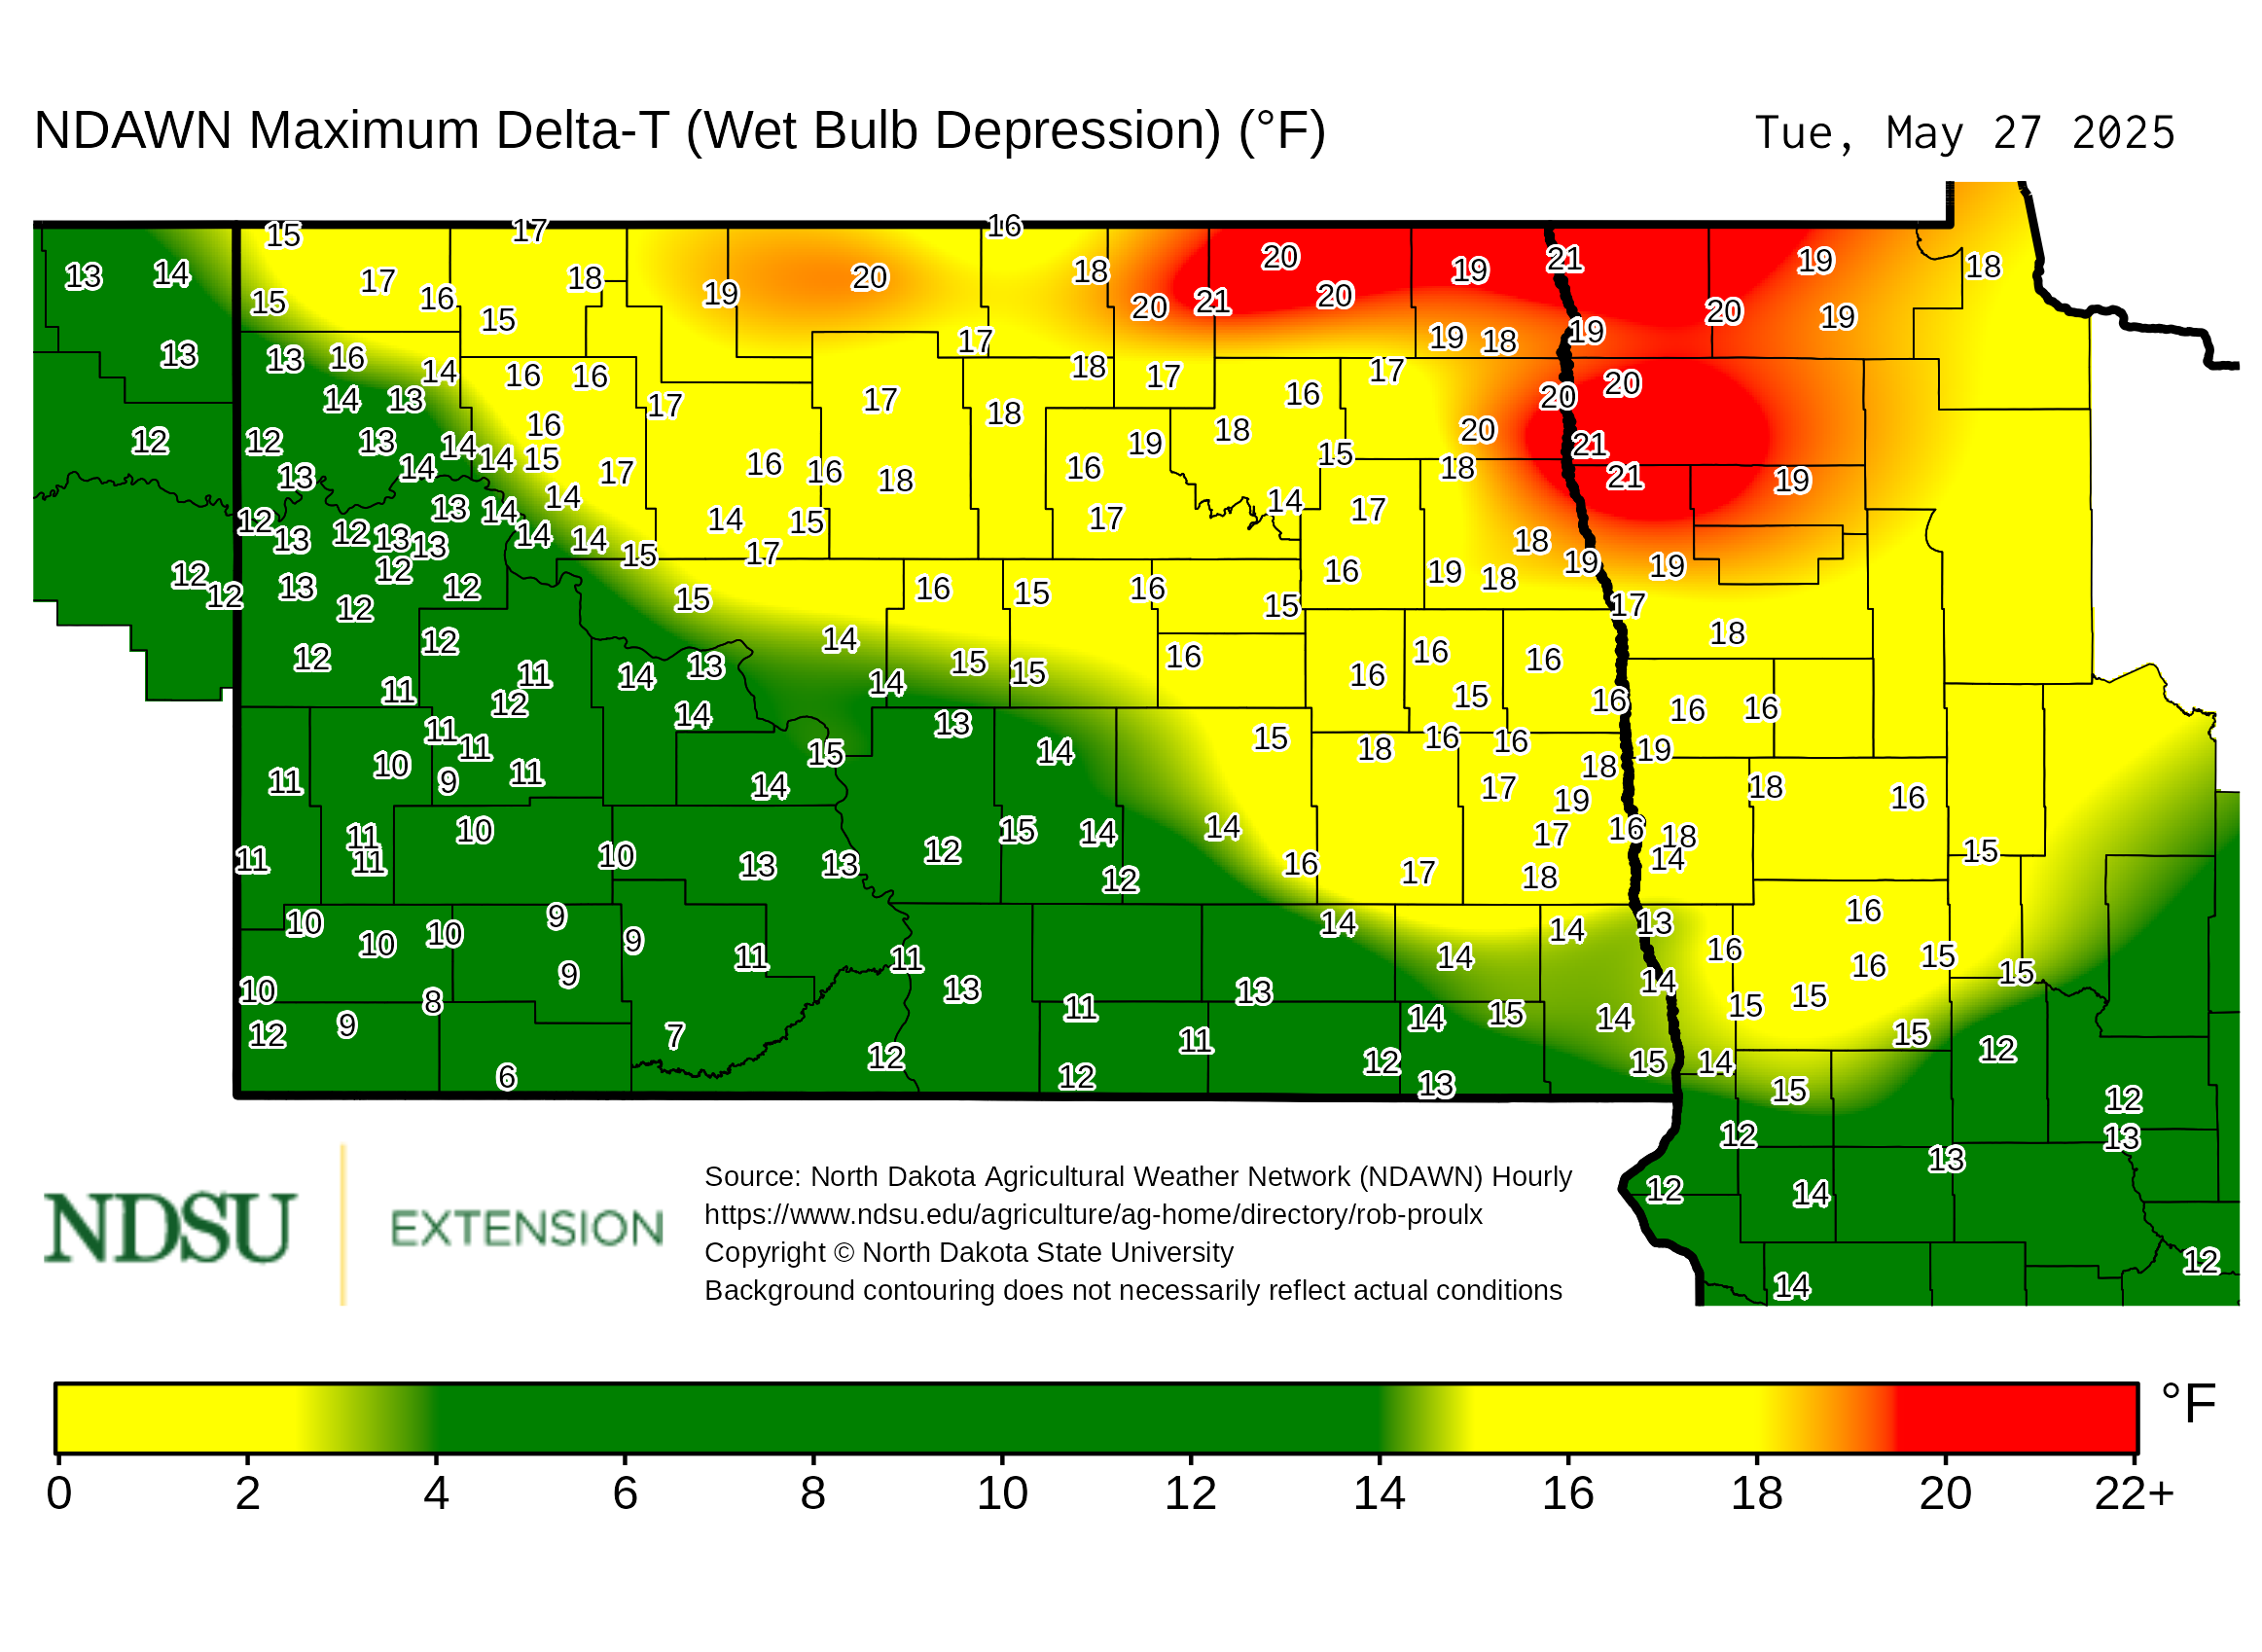 NDAWN Maximum Delta-T (Wet Bulb Depression) (°F)
Tue, May 27 2025
15 17 16
13 14 17 16 18 19 20 18 20 19 21 19 18
15 15 20 21 20 20 19
13 13 16 14 16 16 17 18 17 17 19 18 19
14 13 16 17 17 18 16 20 20
12 12 13 14 14 15 16 19 18 15 20 21
13 14 17 16 16 18 16 18 21 19
12 13 14 14 14 15 17 14 17
13 12 13 13 14 14 15 17 18
12 12 13 12 12 16 15 16 16 19 18 19 19
12 15 15 17
12 12 14 16 16 16 18
11 11 14 13 14 15 15 16
12 14 15 16 16 16
11 11 13 15 18 16 16 19
10 15 14 18
11 9 11 14 17 19 18 16
11 10 15 14 14 17 16 18
11 11 10 13 13 12 12 16 17 18 14 15
10 10 10 9 9 14 14 13 16
9 11 11 14 16 16 15 15
10 8 13 13 11 14 15 15
12 9 7 11 14 15 14 15
6 12 12 12 13 15 14 15 12
12 12
13 13
12 14
12
14
NDSU
EXTENSION
Source: North Dakota Agricultural Weather Network (NDAWN) Hourly
https://www.ndsu.edu/agriculture/ag-home/directory/rob-proulx
Copyright © North Dakota State University
Background contouring does not necessarily reflect actual conditions
°F
0 2 4 6 8 10 12 14 16 18 20 22+